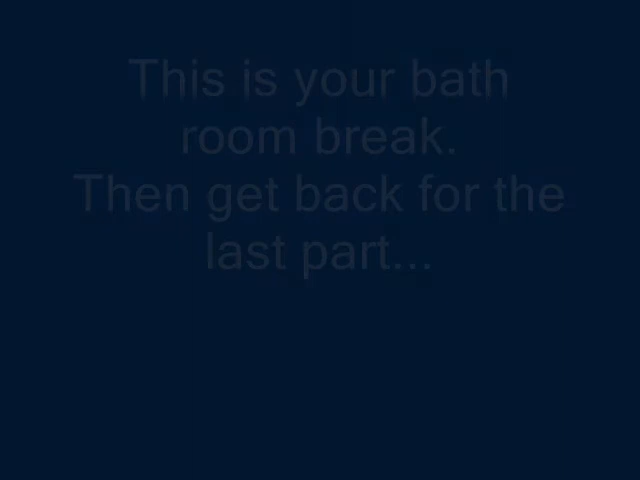 This is your bath
room break.
Then get back for the
last part...